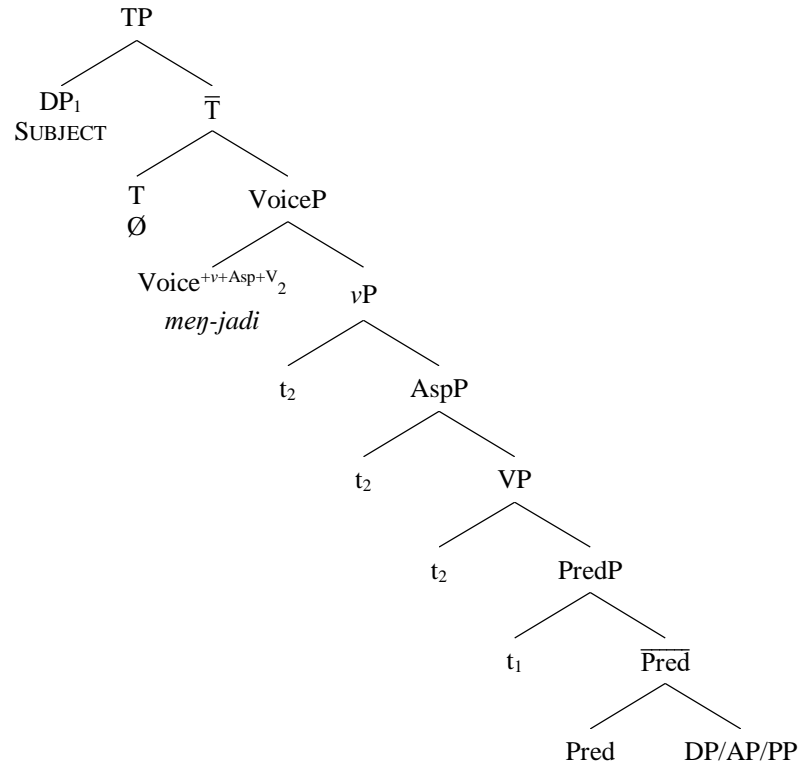 TP
DP₁ T̅
SUBJECT
T VoiceP
Ø
Voice⁺ᵛ⁺ᴬˢᵖ⁺ⱽ₂ vP
meŋ-jadi
t₂ AspP
t₂ VP
t₂ PredP
t₁ P̅r̅e̅d̅
Pred DP/AP/PP